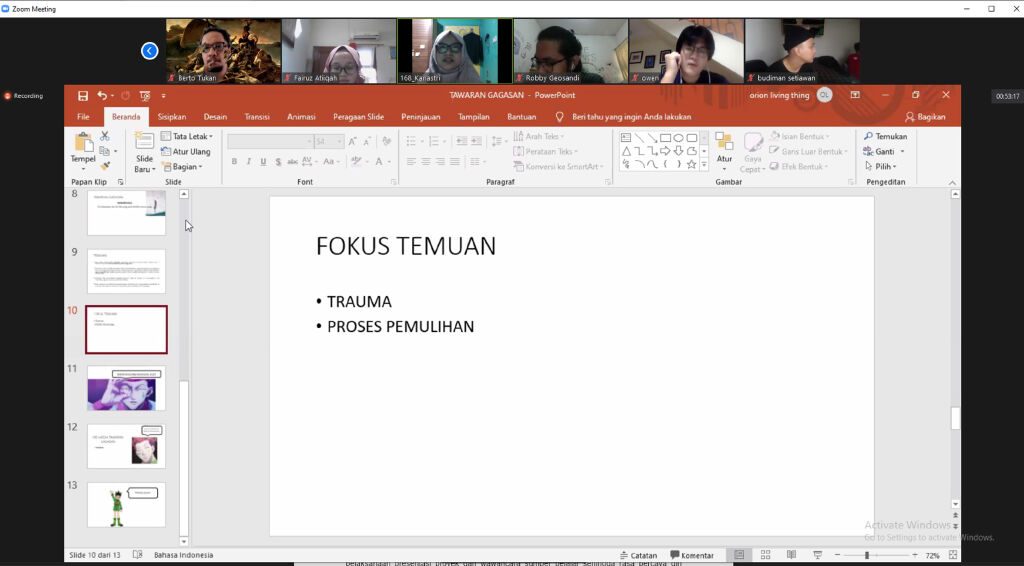 Zoom Meeting
Berto Tukan
Fairuz Atiqah
168_Kanastri
Robby Geosandi
owen
budiman setiawan
Recording
00:53:17
TAWARAN GAGASAN - PowerPoint
orion living thing
OL
File
Beranda
Sisipkan
Desain
Transisi
Animasi
Peragaan Slide
Peninjauan
Tampilan
Bantuan
Beri tahu yang ingin Anda lakukan
Bagikan
Tempel
Slide
Baru
Tata Letak
Atur Ulang
Bagian
54
B I U S abc AV Aa A
Arah Teks
Perataan Teks
Konversi ke SmartArt
Atur
Gaya
Cepat
Isian Bentuk
Garis Luar Bentuk
Efek Bentuk
Temukan
Ganti
Pilih
Papan Klip
Slide
Font
Paragraf
Gambar
Pengeditan
8
9
10
11
12
13
FOKUS TEMUAN
• TRAUMA
• PROSES PEMULIHAN
Activate Windows
Go to Settings to activate Windows.
Slide 10 dari 13
Bahasa Indonesia
Catatan
Komentar
72%